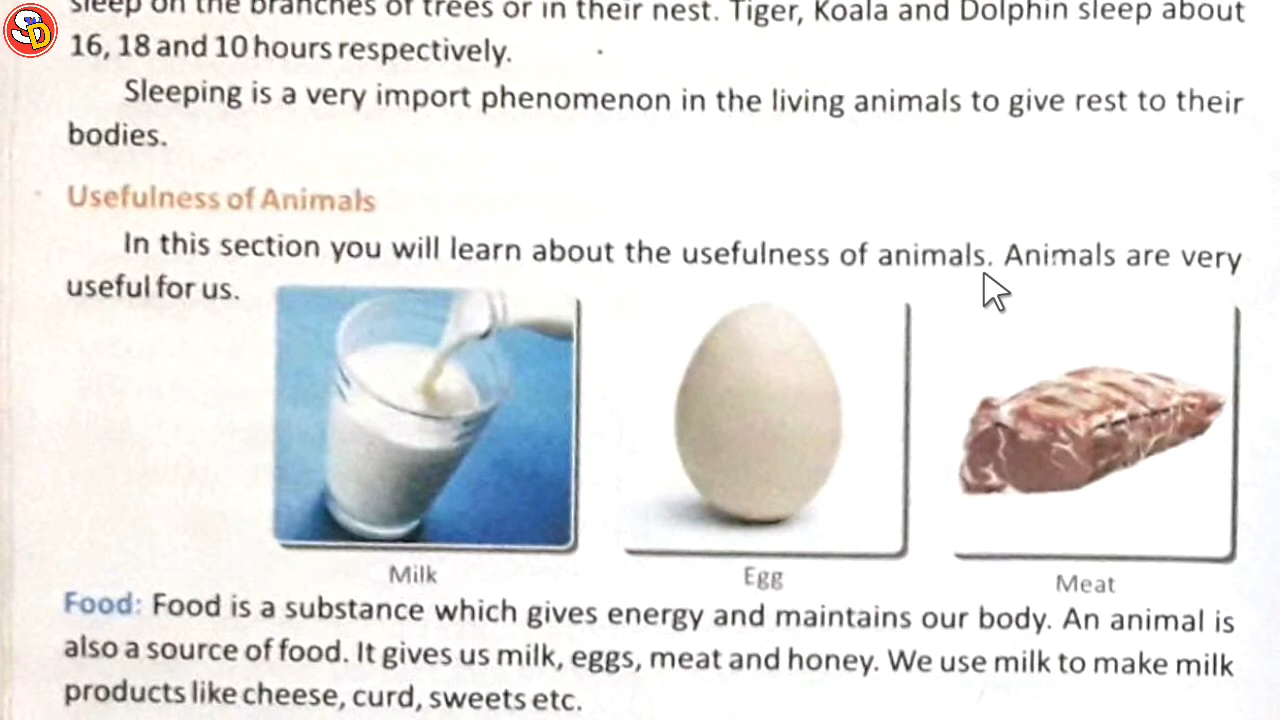 sleep on the branches of trees or in their nest. Tiger, Koala and Dolphin sleep about
16, 18 and 10 hours respectively.
Sleeping is a very import phenomenon in the living animals to give rest to their
bodies.
Usefulness of Animals
In this section you will learn about the usefulness of animals. Animals are very
useful for us.
Milk
Egg
Meat
Food: Food is a substance which gives energy and maintains our body. An animal is
also a source of food. It gives us milk, eggs, meat and honey. We use milk to make milk
products like cheese, curd, sweets etc.
SD